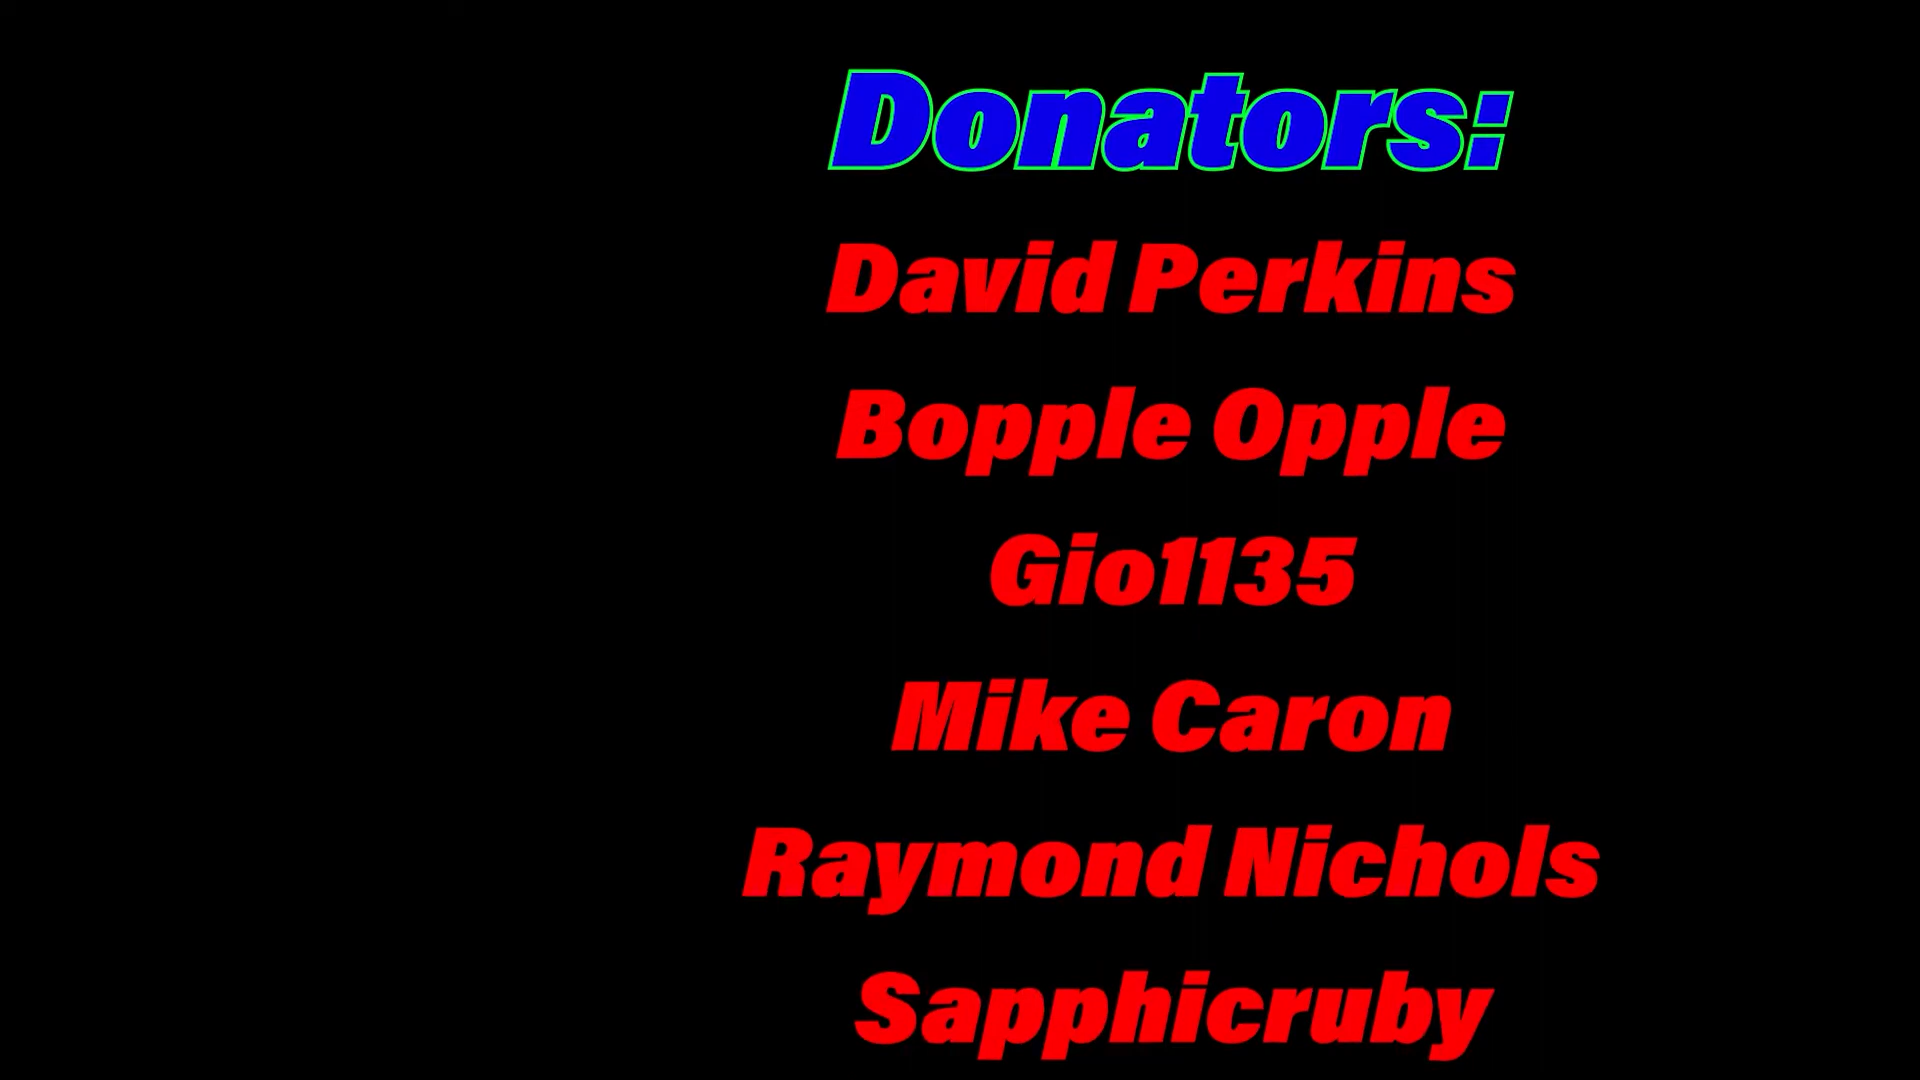 Donators:
David Perkins
Bopple Opple
Gio1135
Mike Caron
Raymond Nichols
Sapphicruby